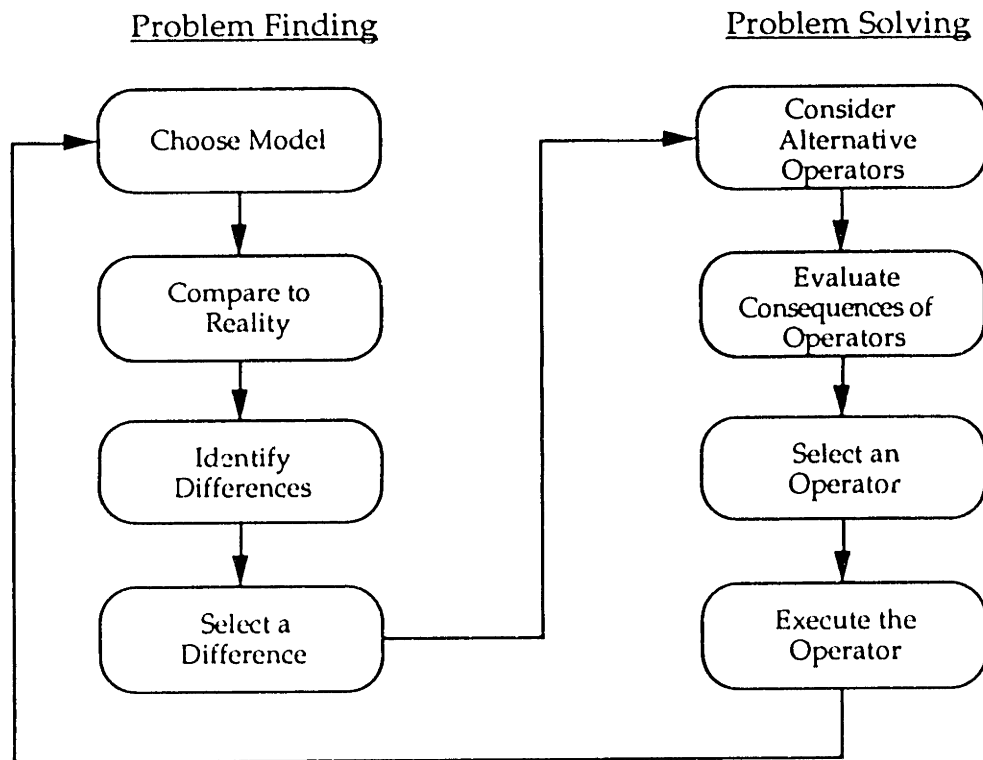 Problem Finding
Choose Model
Compare to
Reality
Identify
Differences
Select a
Difference
Problem Solving
Consider
Alternative
Operators
Evaluate
Consequences of
Operators
Select an
Operator
Execute the
Operator